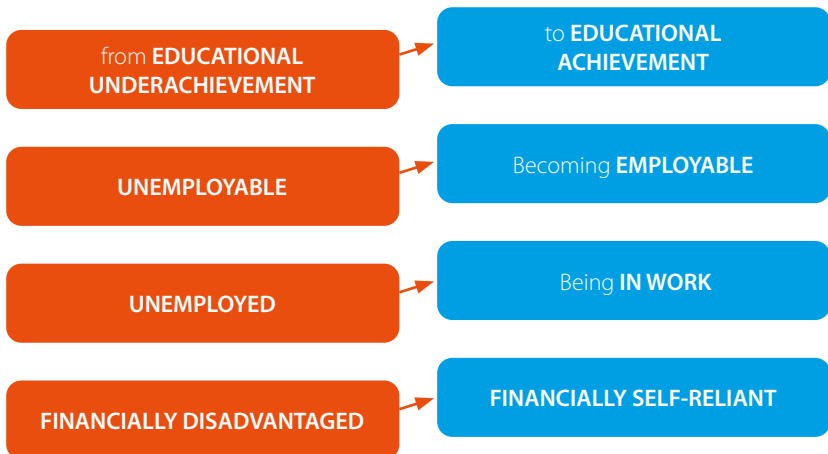 from EDUCATIONAL
UNDERACHIEVEMENT
to EDUCATIONAL
ACHIEVEMENT
UNEMPLOYABLE
Becoming EMPLOYABLE
UNEMPLOYED
Being IN WORK
FINANCIALLY DISADVANTAGED
FINANCIALLY SELF-RELIANT